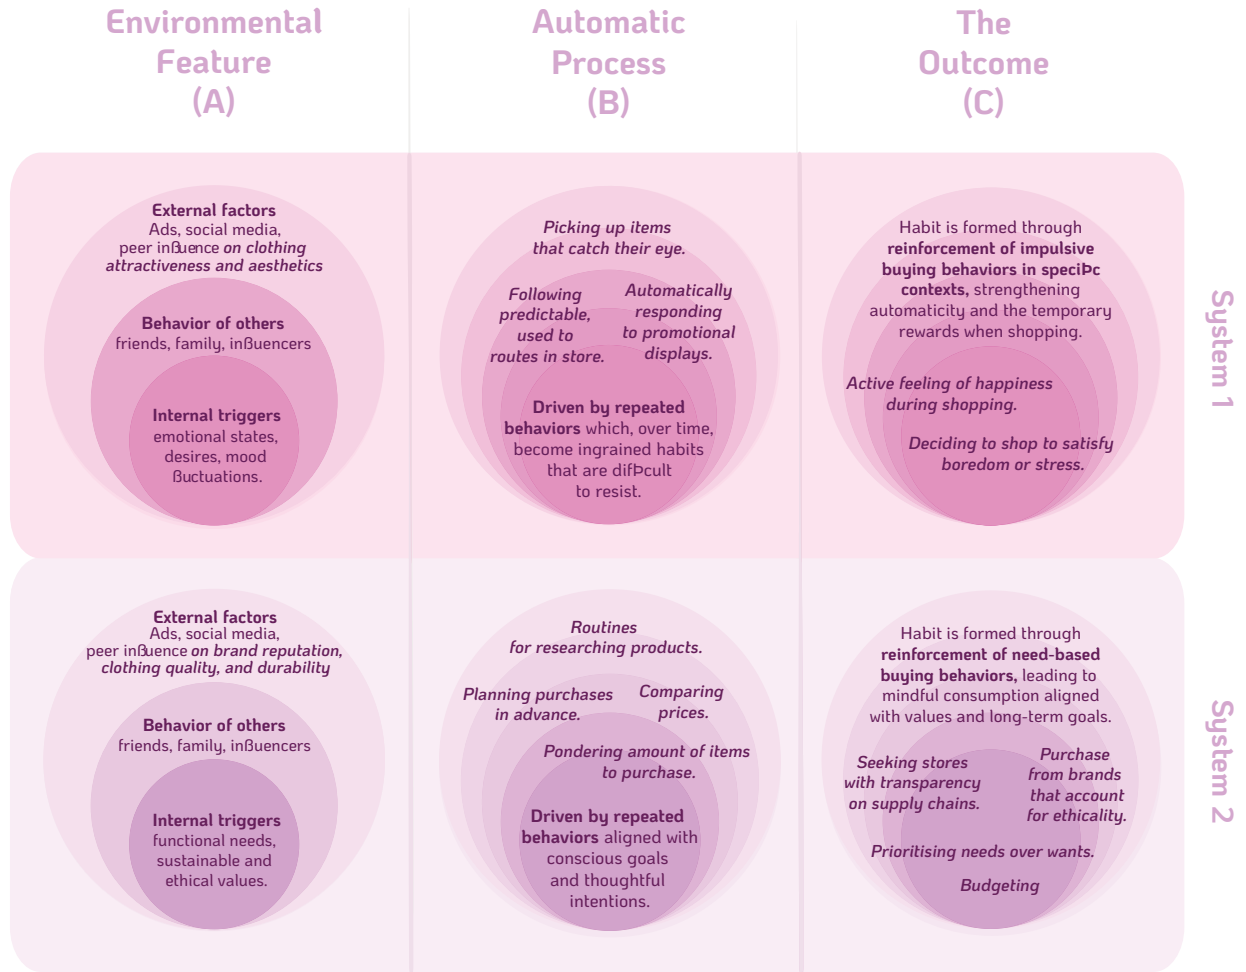 Environmental
Feature
(A)
Automatic
Process
(B)
The
Outcome
(C)
External factors
Ads, social media,
peer inßuence on clothing
attractiveness and aesthetics
Behavior of others
friends, family, inßuencers
Internal triggers
emotional states,
desires, mood
ßuctuations.
Picking up items
that catch their eye.
Following
predictable,
used to
routes in store.
Automatically
responding
to promotional
displays.
Driven by repeated
behaviors which, over time,
become ingrained habits
that are difÞcult
to resist.
Habit is formed through
reinforcement of impulsive
buying behaviors in speciÞc
contexts, strengthening
automaticity and the temporary
rewards when shopping.
Active feeling of happiness
during shopping.
Deciding to shop to satisfy
boredom or stress.
System 1
External factors
Ads, social media,
peer inßuence on brand reputation,
clothing quality, and durability
Behavior of others
friends, family, inßuencers
Internal triggers
functional needs,
sustainable and
ethical values.
Routines
for researching products.
Planning purchases
in advance.
Comparing
prices.
Pondering amount of items
to purchase.
Driven by repeated
behaviors aligned with
conscious goals
and thoughtful
intentions.
Habit is formed through
reinforcement of need-based
buying behaviors, leading to
mindful consumption aligned
with values and long-term goals.
Seeking stores
with transparency
on supply chains.
Purchase
from brands
that account
for ethicality.
Prioritising needs over wants.
Budgeting
System 2